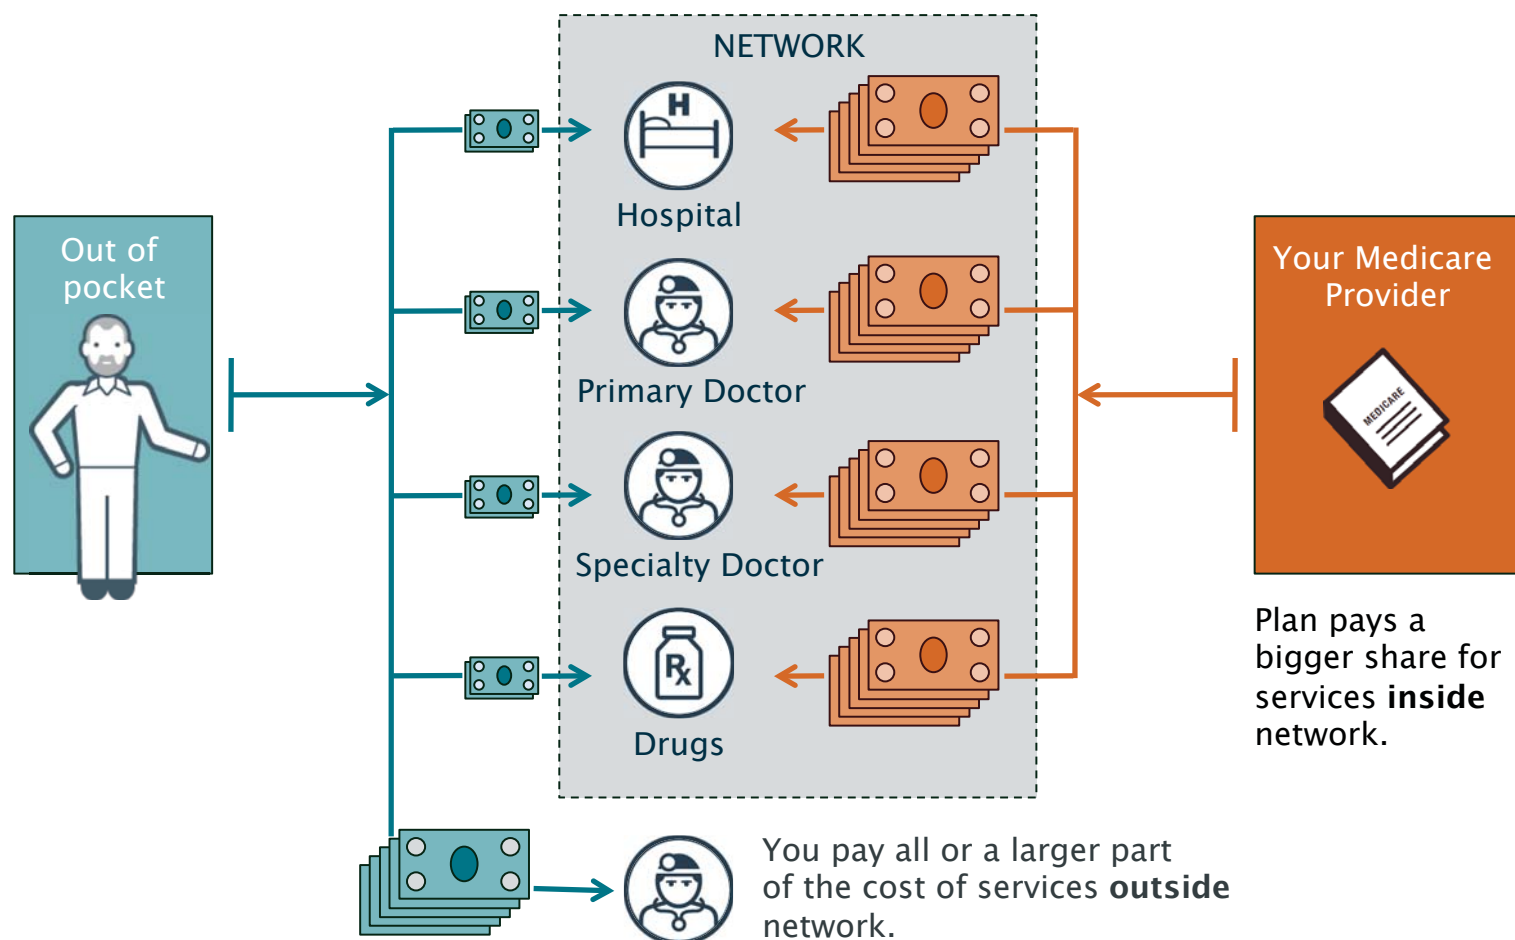 NETWORK
H
Hospital
Out of
pocket
Your Medicare
Provider
MEDICARE
Primary Doctor
Specialty Doctor
Rx
Drugs
Plan pays a
bigger share for
services inside
network.
You pay all or a larger part
of the cost of services outside
network.